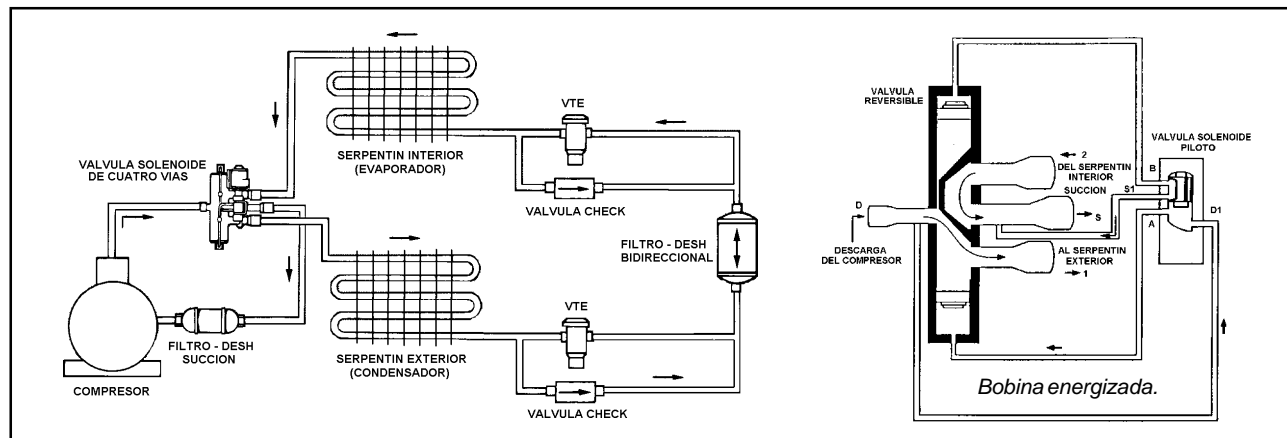 SERPENTIN INTERIOR
(EVAPORADOR)
VTE
VALVULA CHECK
VALVULA SOLENOIDE
DE CUATRO VIAS
FILTRO - DESH
BIDIRECCIONAL
COMPRESOR
FILTRO - DESH
SUCCION
SERPENTIN EXTERIOR
(CONDENSADOR)
VTE
VALVULA CHECK
VALVULA
REVERSIBLE
VALVULA SOLENOIDE
PILOTO
2
DEL SERPENTIN
INTERIOR
SUCCION
B
S1
D1
S
A
D
DESCARGA
DEL COMPRESOR
AL SERPENTIN
EXTERIOR
1
Bobina energizada.